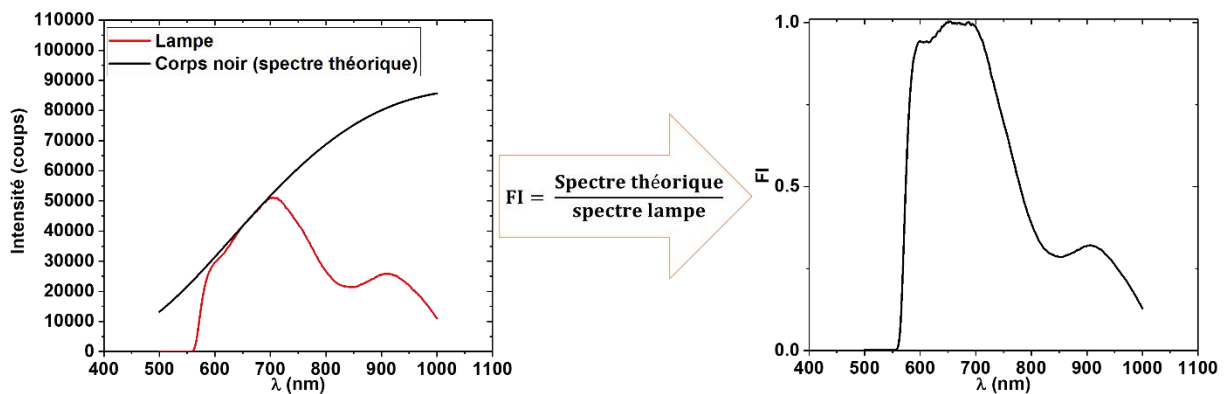 110000
100000
90000
80000
70000
60000
50000
40000
30000
20000
10000
0
Intensité (coups)
Lampe
Corps noir (spectre théorique)
400 500 600 700 800 900 1000 1100
λ (nm)
FI = Spectre théorique
spectre lampe
1.0
0.5
0.0
FI
400 500 600 700 800 900 1000 1100
λ (nm)